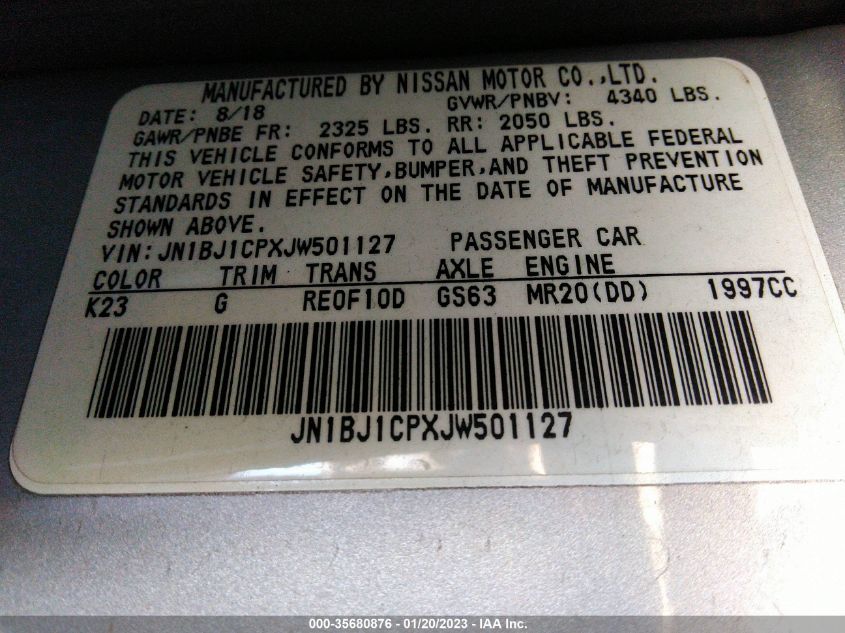 MANUFACTURED BY NISSAN MOTOR CO.,LTD.
DATE: 8/18 GVWR/PNBV: 4340 LBS.
GAWR/PNBE FR: 2325 LBS. RR: 2050 LBS.
THIS VEHICLE CONFORMS TO ALL APPLICABLE FEDERAL
MOTOR VEHICLE SAFETY,BUMPER,AND THEFT PREVENTION
STANDARDS IN EFFECT ON THE DATE OF MANUFACTURE
SHOWN ABOVE.
VIN:JN1BJ1CPXJW501127 PASSENGER CAR
COLOR TRIM TRANS AXLE ENGINE
K23 G RE0F10D GS63 MR20(DD) 1997CC
JN1BJ1CPXJW501127
000-35680876 - 01/20/2023 - IAA Inc.